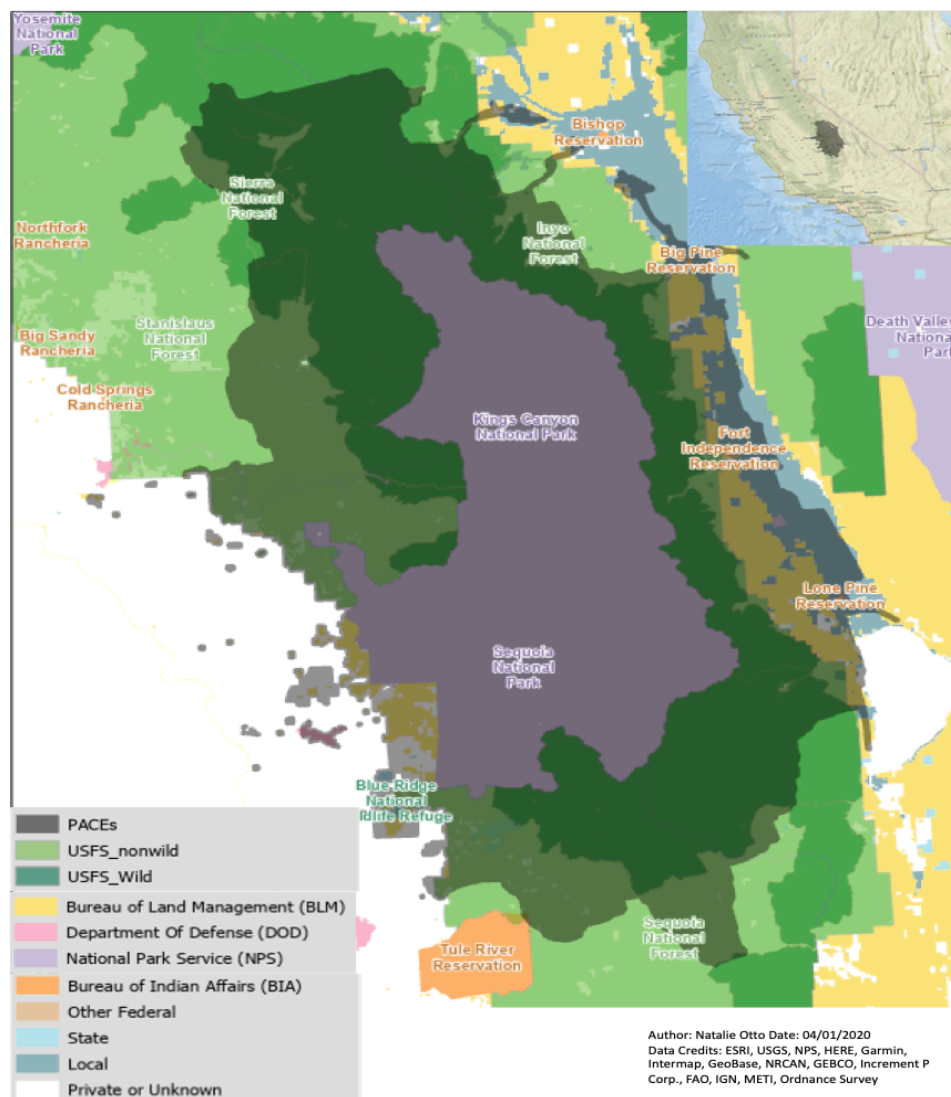 Yosemite
National
Park
Bishop
Reservation
Sierra
National
Forest
Northfork
Rancheria
Inyo
National
Forest
Big Pine
Reservation
Big Sandy
Rancheria
Stanislaus
National
Forest
Death Valley
National
Park
Cold Springs
Rancheria
Kings Canyon
National Park
Fort
Independence
Reservation
Lone Pine
Reservation
Sequoia
National
Park
Blue Ridge
National
ldlife Refuge
Sequoia
National
Forest
Tule River
Reservation
PACEs
USFS_nonwild
USFS_Wild
Bureau of Land Management (BLM)
Department Of Defense (DOD)
National Park Service (NPS)
Bureau of Indian Affairs (BIA)
Other Federal
State
Local
Private or Unknown
Author: Natalie Otto Date: 04/01/2020
Data Credits: ESRI, USGS, NPS, HERE, Garmin,
Intermap, GeoBase, NRCAN, GEBCO, Increment P
Corp., FAO, IGN, METI, Ordnance Survey